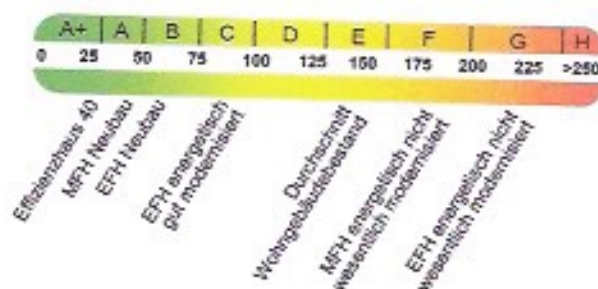 A+ A B C D E F G H
0 25 50 75 100 125 150 175 200 225 >250
Effizienzhaus 40
MFH Neubau
EFH Neubau
EFH energetisch
gut modernisiert
Durchschnitt
Wohngebäudebestand
MFH energetisch nicht
wesentlich modernisiert
EFH energetisch nicht
wesentlich modernisiert